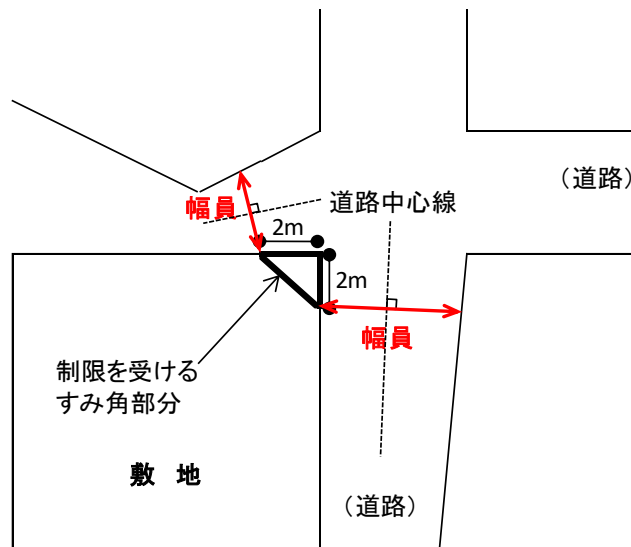 （道路）
道路中心線
幅員
2m
2m
幅員
制限を受ける
すみ角部分
敷 地
（道路）